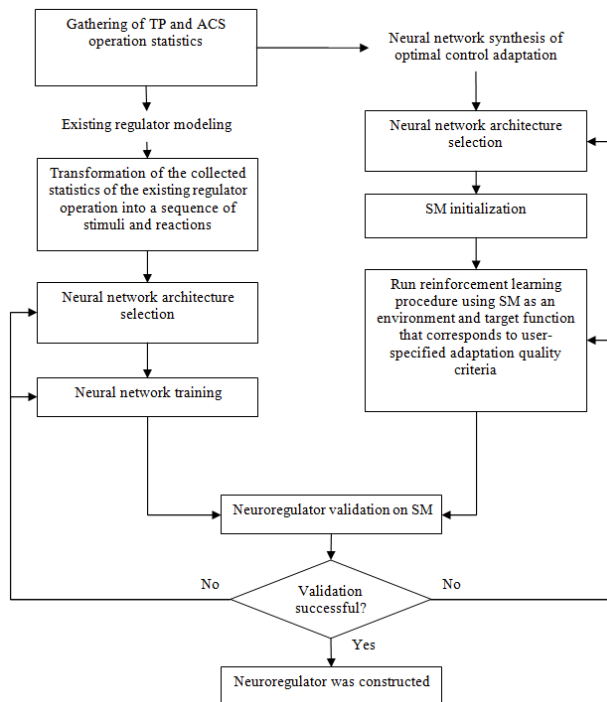 Gathering of TP and ACS
operation statistics
Neural network synthesis of
optimal control adaptation
Existing regulator modeling
Transformation of the collected
statistics of the existing regulator
operation into a sequence of
stimuli and reactions
Neural network architecture
selection
Neural network training
Neural network architecture
selection
SM initialization
Run reinforcement learning
procedure using SM as an
environment and target function
that corresponds to user-
specified adaptation quality
criteria
Neuroregulator validation on SM
No
Validation
successful?
No
Yes
Neuroregulator was constructed